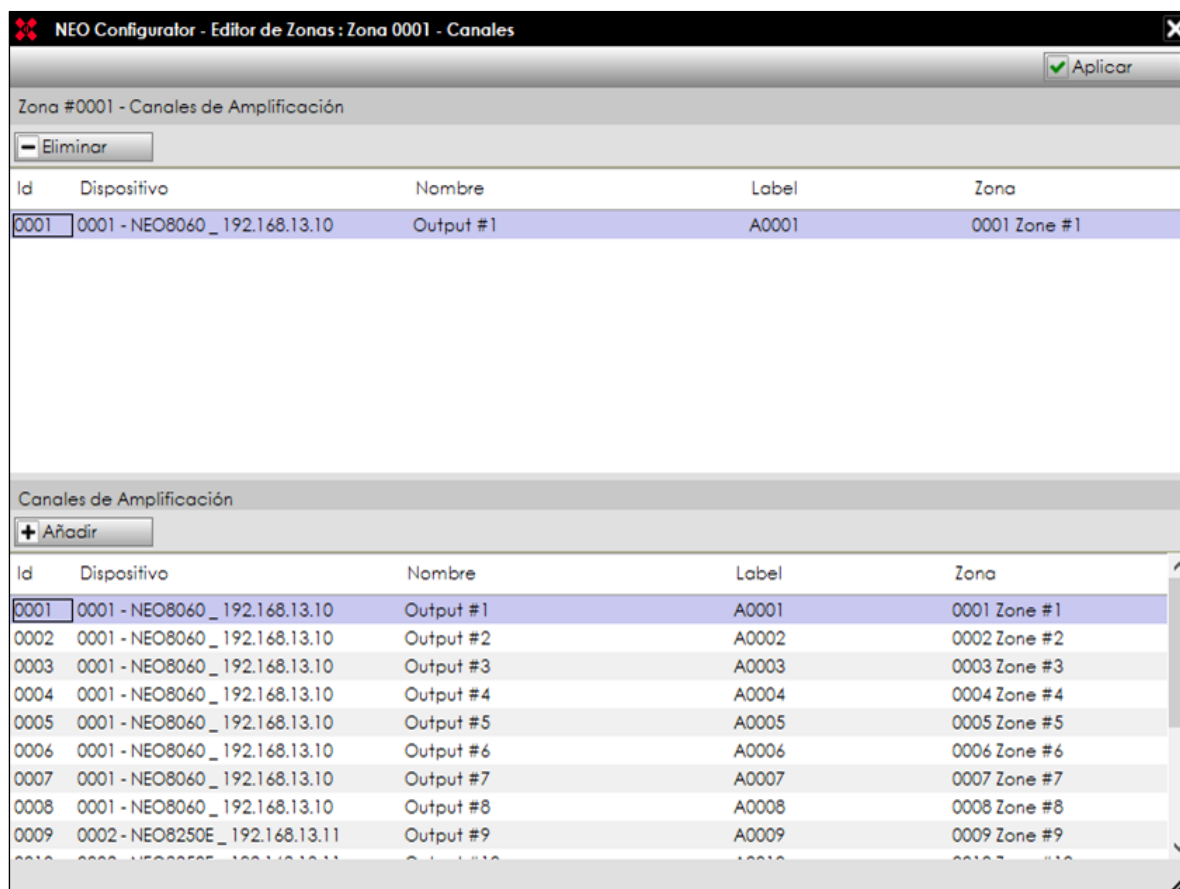 NEO Configurator - Editor de Zonas : Zona 0001 - Canales
Aplicar
Zona #0001 - Canales de Amplificación
Eliminar
Id Dispositivo Nombre Label Zona
0001 0001 - NEO8060 _ 192.168.13.10 Output #1 A0001 0001 Zone #1
Canales de Amplificación
Añadir
Id Dispositivo Nombre Label Zona
0001 0001 - NEO8060 _ 192.168.13.10 Output #1 A0001 0001 Zone #1
0002 0001 - NEO8060 _ 192.168.13.10 Output #2 A0002 0002 Zone #2
0003 0001 - NEO8060 _ 192.168.13.10 Output #3 A0003 0003 Zone #3
0004 0001 - NEO8060 _ 192.168.13.10 Output #4 A0004 0004 Zone #4
0005 0001 - NEO8060 _ 192.168.13.10 Output #5 A0005 0005 Zone #5
0006 0001 - NEO8060 _ 192.168.13.10 Output #6 A0006 0006 Zone #6
0007 0001 - NEO8060 _ 192.168.13.10 Output #7 A0007 0007 Zone #7
0008 0001 - NEO8060 _ 192.168.13.10 Output #8 A0008 0008 Zone #8
0009 0002 - NEO8250E _ 192.168.13.11 Output #9 A0009 0009 Zone #9